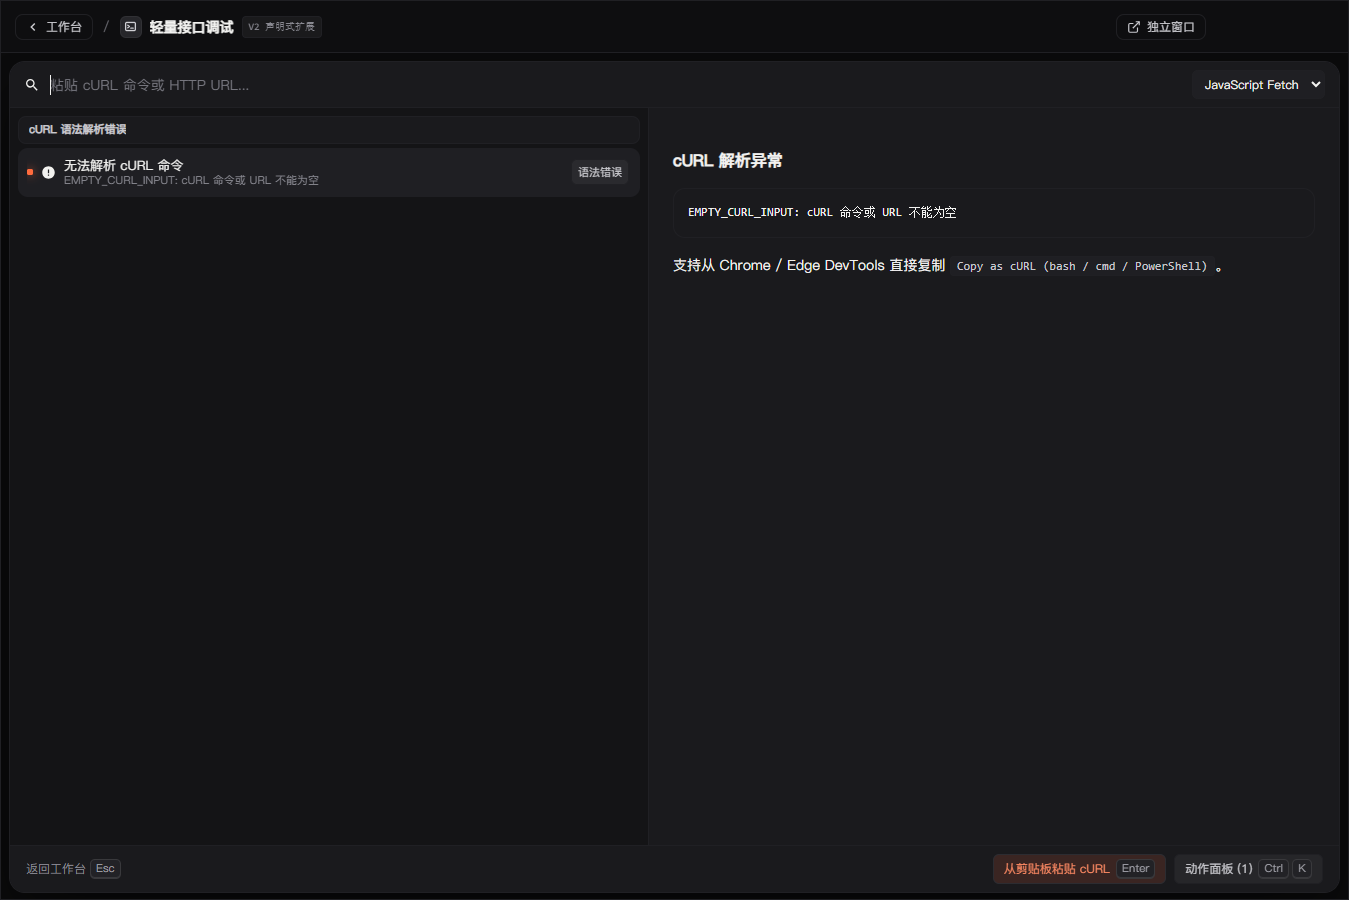 工作台 / 轻量接口调试 V2 声明式扩展 独立窗口
粘贴 cURL 命令或 HTTP URL... JavaScript Fetch
cURL 语法解析错误
无法解析 cURL 命令
EMPTY_CURL_INPUT: cURL 命令或 URL 不能为空
语法错误
cURL 解析异常
EMPTY_CURL_INPUT: cURL 命令或 URL 不能为空
支持从 Chrome / Edge DevTools 直接复制 Copy as cURL (bash / cmd / PowerShell) 。
返回工作台 Esc
从剪贴板粘贴 cURL Enter
动作面板 (1) Ctrl K